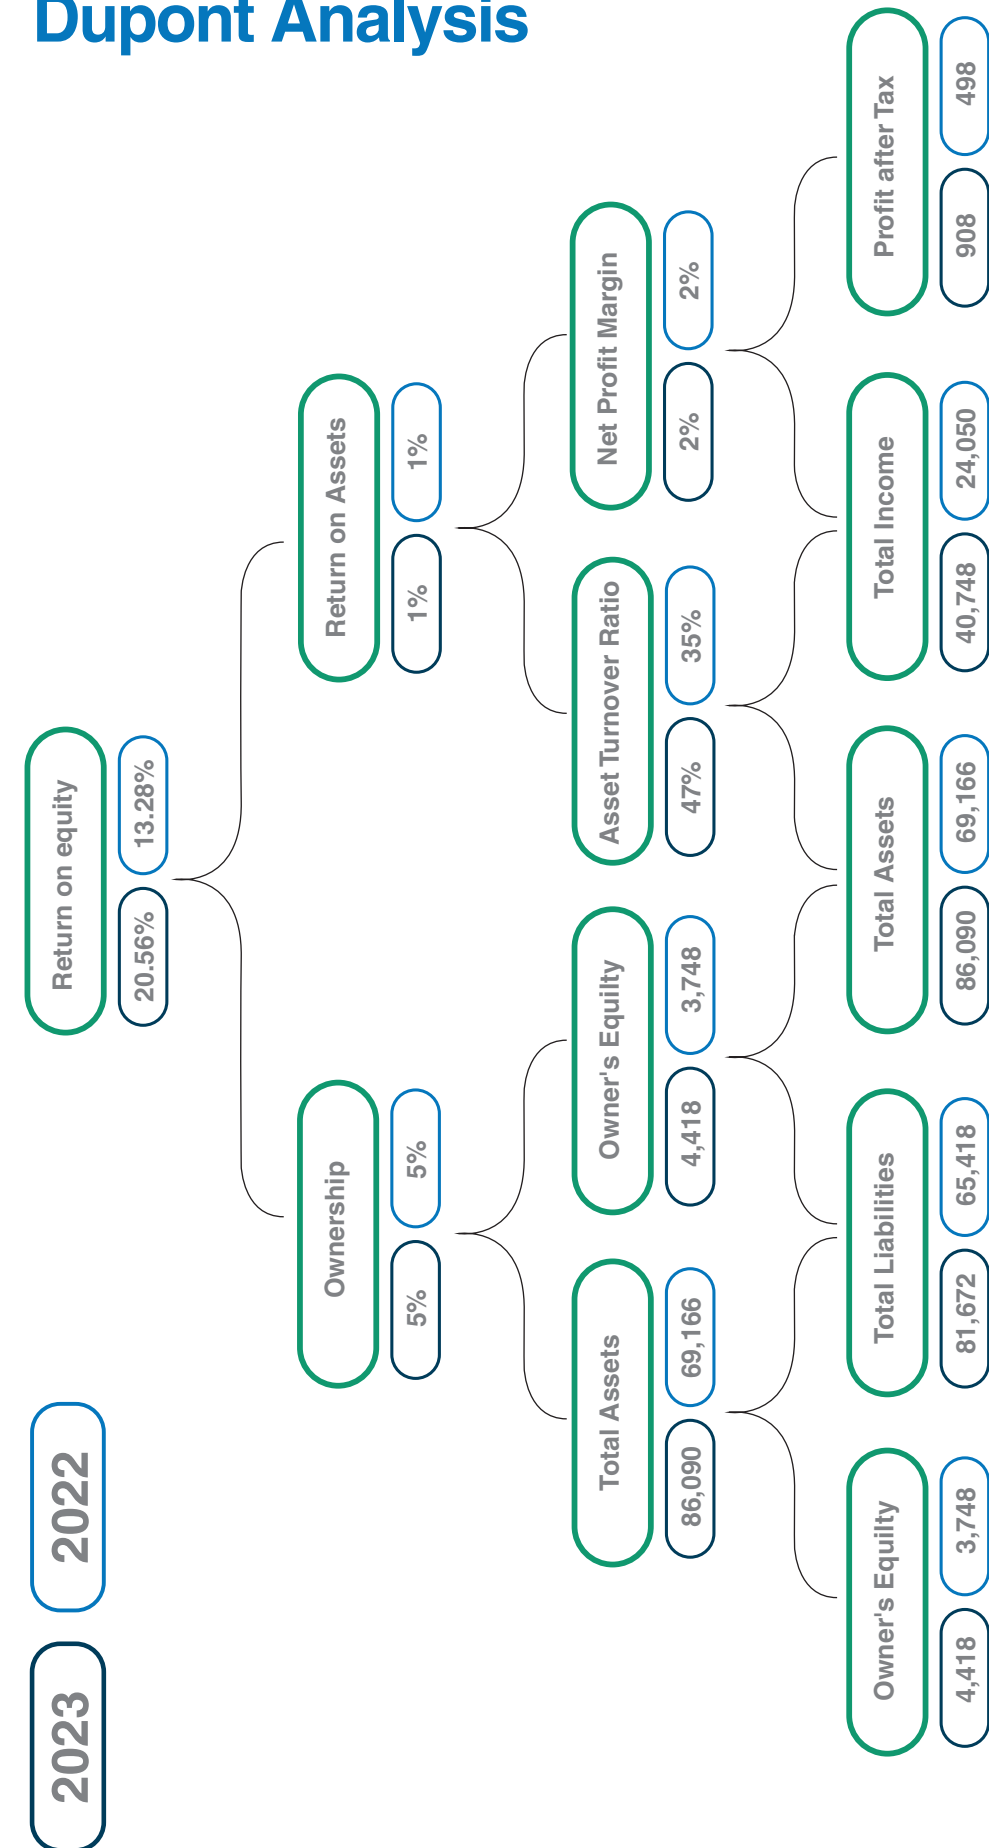 Dupont Analysis
2023
2022
Return on equity
20.56%
13.28%
Ownership
5%
5%
Return on Assets
1%
1%
Total Assets
86,090
69,166
Owner's Equilty
4,418
3,748
Asset Turnover Ratio
47%
35%
Net Profit Margin
2%
2%
Owner's Equilty
4,418
3,748
Total Liabilities
81,672
65,418
Total Assets
86,090
69,166
Total Income
40,748
24,050
Profit after Tax
908
498